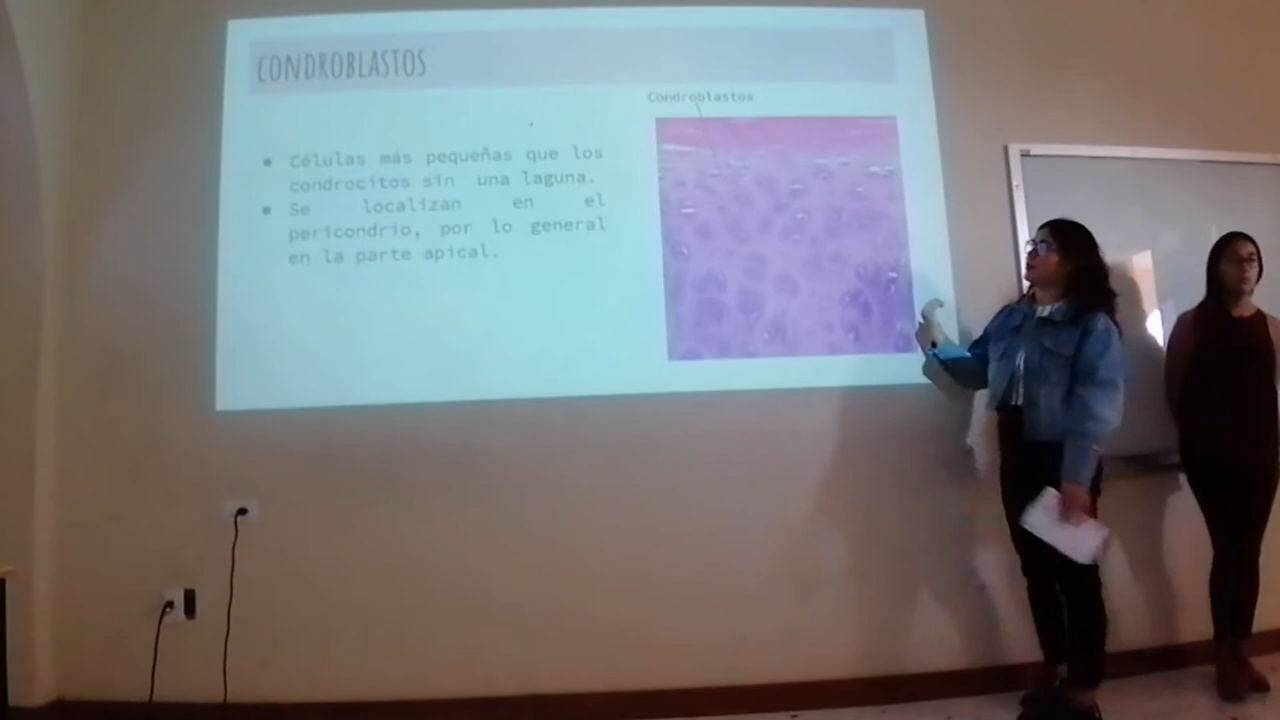 CONDROBLASTOS
Condroblastos
• Células más pequeñas que los
condrocitos sin una laguna.
• Se localizan en el
pericondrio, por lo general
en la parte apical.